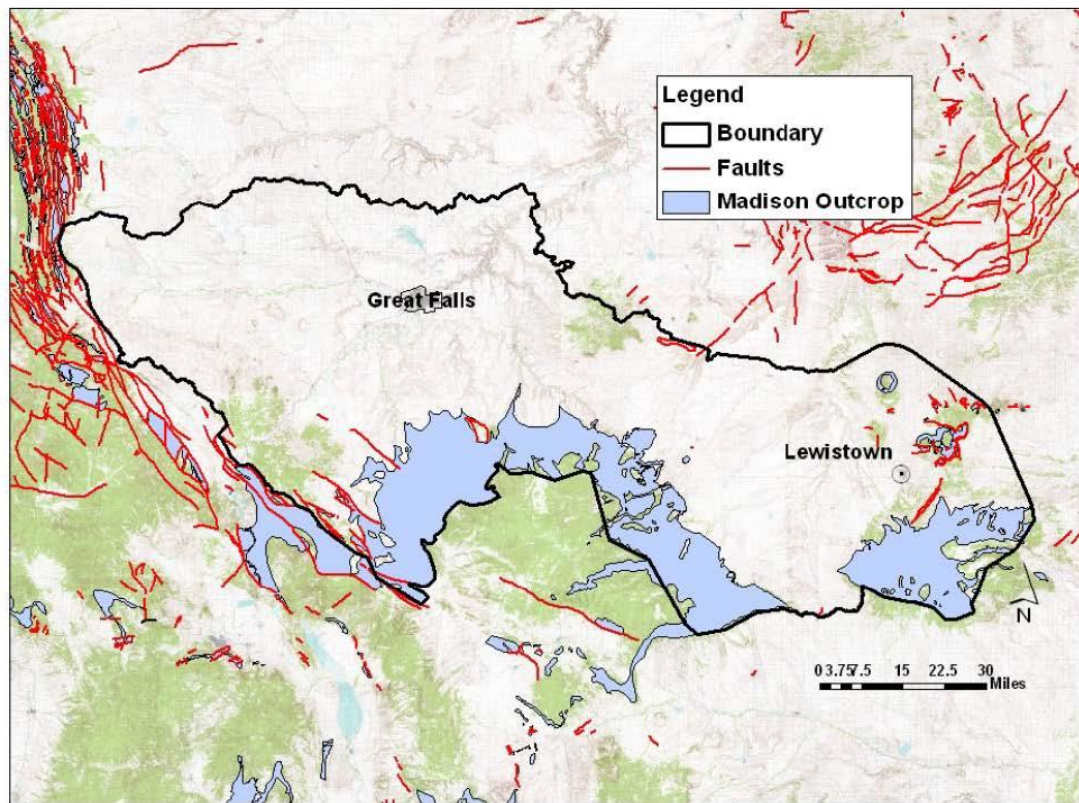 Legend
Boundary
Faults
Madison Outcrop
Great Falls
Lewistown
N
0 3.75 7.5 15 22.5 30
Miles